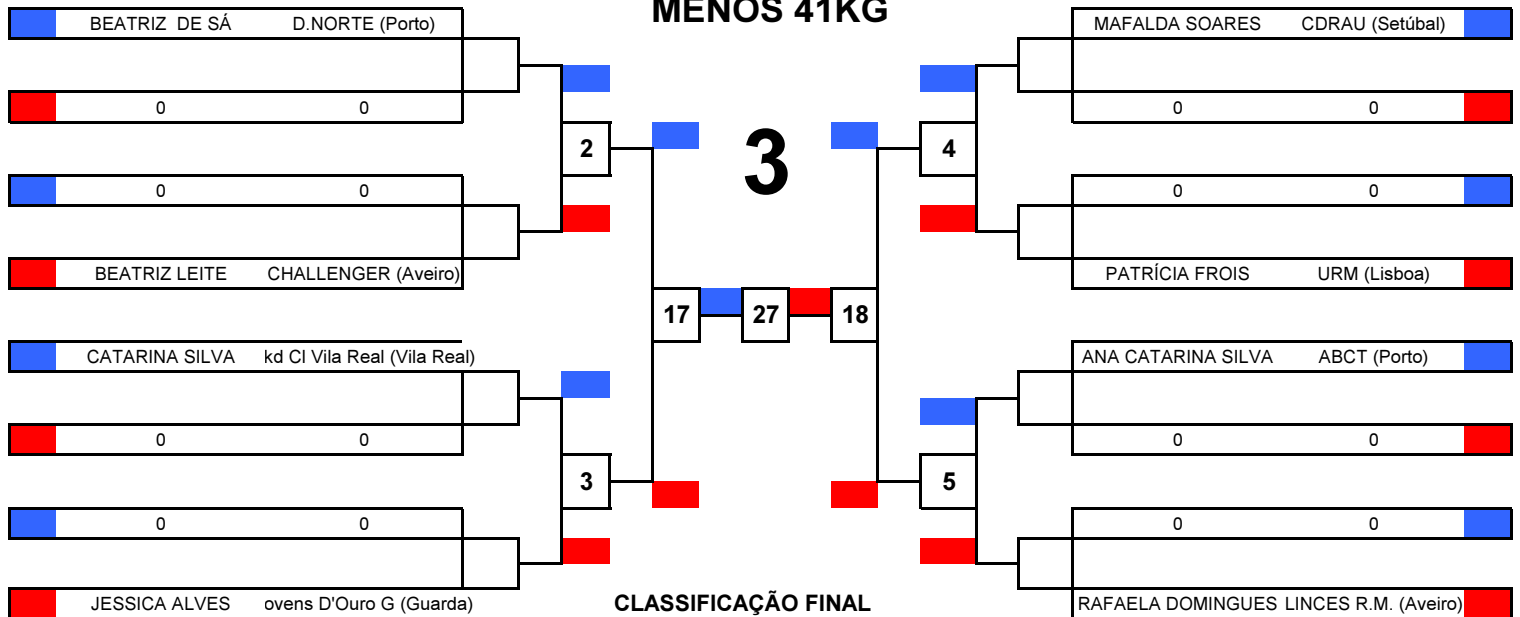 MENOS 41KG
BEATRIZ DE SÁ D.NORTE (Porto)
MAFALDA SOARES CDRAU (Setúbal)
0 0
0 0
2
3
4
0 0
0 0
BEATRIZ LEITE CHALLENGER (Aveiro)
PATRÍCIA FROIS URM (Lisboa)
17
27
18
CATARINA SILVA kd Cl Vila Real (Vila Real)
ANA CATARINA SILVA ABCT (Porto)
0 0
0 0
3
5
0 0
0 0
JESSICA ALVES ovens D'Ouro G (Guarda)
CLASSIFICAÇÃO FINAL
RAFAELA DOMINGUES LINCES R.M. (Aveiro)